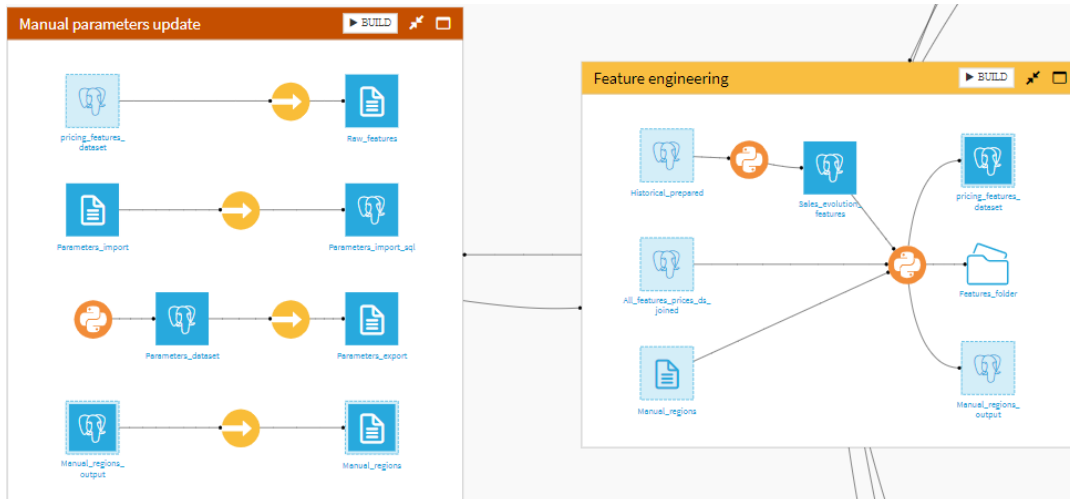 Manual parameters update
BUILD
pricing_features_
dataset
Raw_features
Parameters_import
Parameters_import_sql
Parameters_dataset
Parameters_export
Manual_regions_
output
Manual_regions
Feature engineering
BUILD
Historical_prepared
Sales_evolution_
features
pricing_features_
dataset
All_features_prices_ds_
joined
Features_folder
Manual_regions
Manual_regions_
output